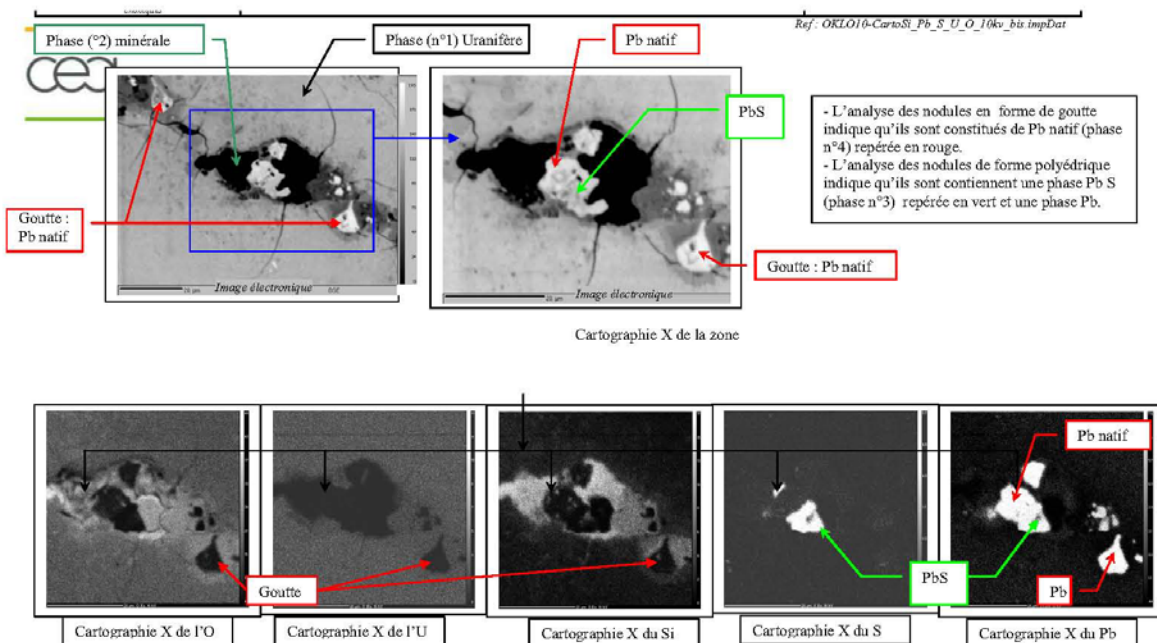 Ref : OKLO10-CartoSi_Pb_S_U_O_10kv_bis impDat
Phase (°2) minérale
Phase (n°1) Uranifère
Pb natif
cea
PbS
- L'analyse des nodules en forme de goutte
indique qu'ils sont constitués de Pb natif (phase
n°4) repérée en rouge.
- L'analyse des nodules de forme polyédrique
indique qu'ils sont contiennent une phase Pb S
(phase n°3) repérée en vert et une phase Pb.
Goutte :
Pb natif
Goutte : Pb natif
Image électronique
Image électronique
Cartographie X de la zone
Pb natif
Goutte
PbS
Pb
Cartographie X de l'O
Cartographie X de l'U
Cartographie X du Si
Cartographie X du S
Cartographie X du Pb